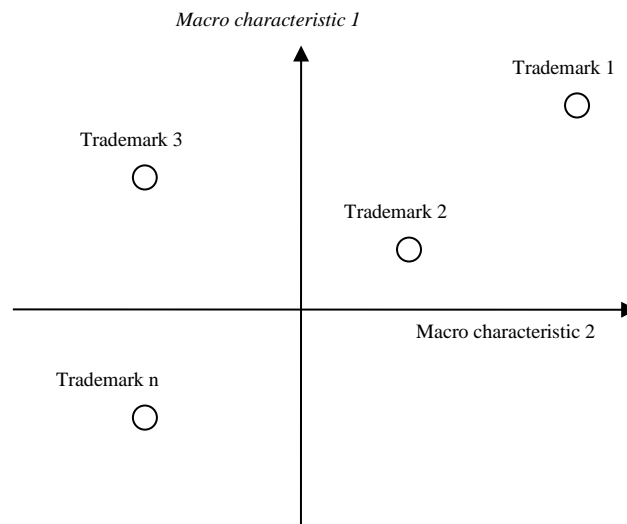 Macro characteristic 1
Trademark 1
Trademark 3
Trademark 2
Macro characteristic 2
Trademark n